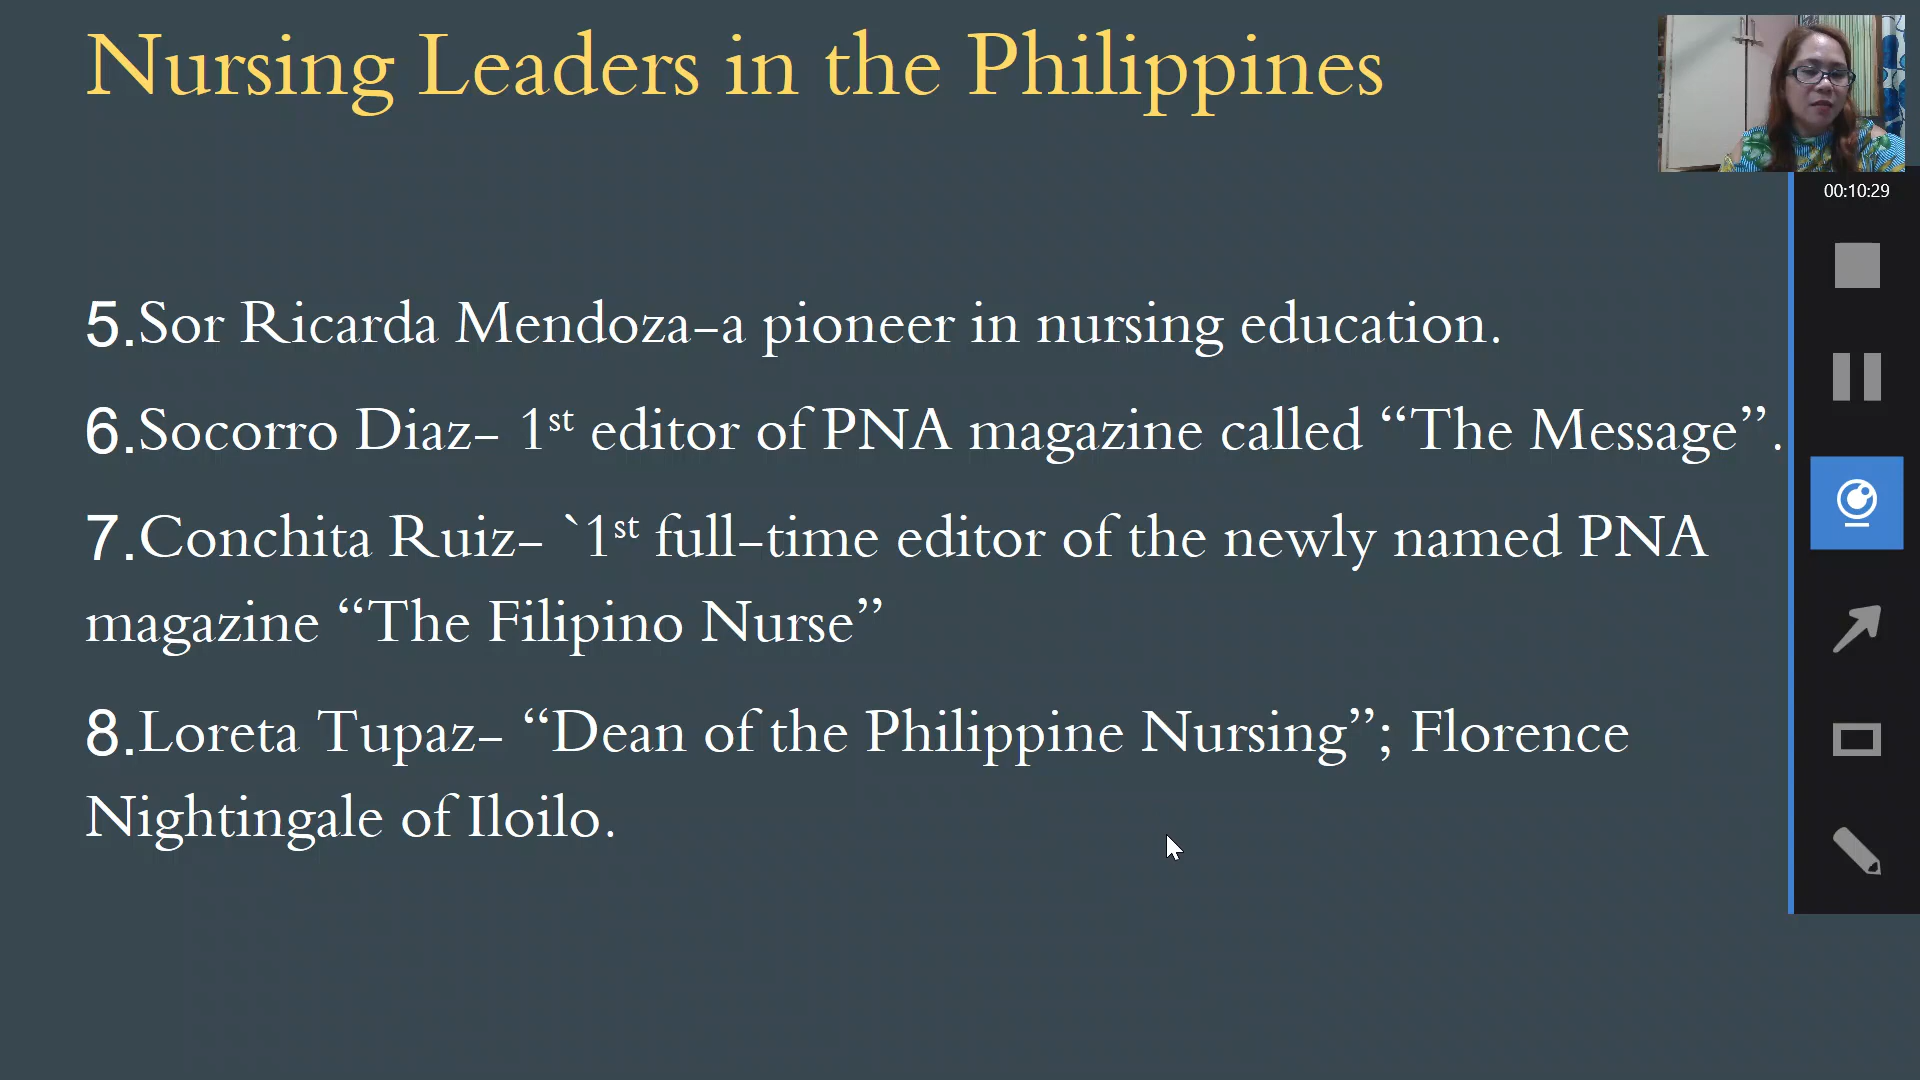 Nursing Leaders in the Philippines
00:10:29
5.Sor Ricarda Mendoza-a pioneer in nursing education.
6.Socorro Diaz- 1st editor of PNA magazine called “The Message”.
7.Conchita Ruiz- `1st full-time editor of the newly named PNA
magazine “The Filipino Nurse”
8.Loreta Tupaz- “Dean of the Philippine Nursing”; Florence
Nightingale of Iloilo.